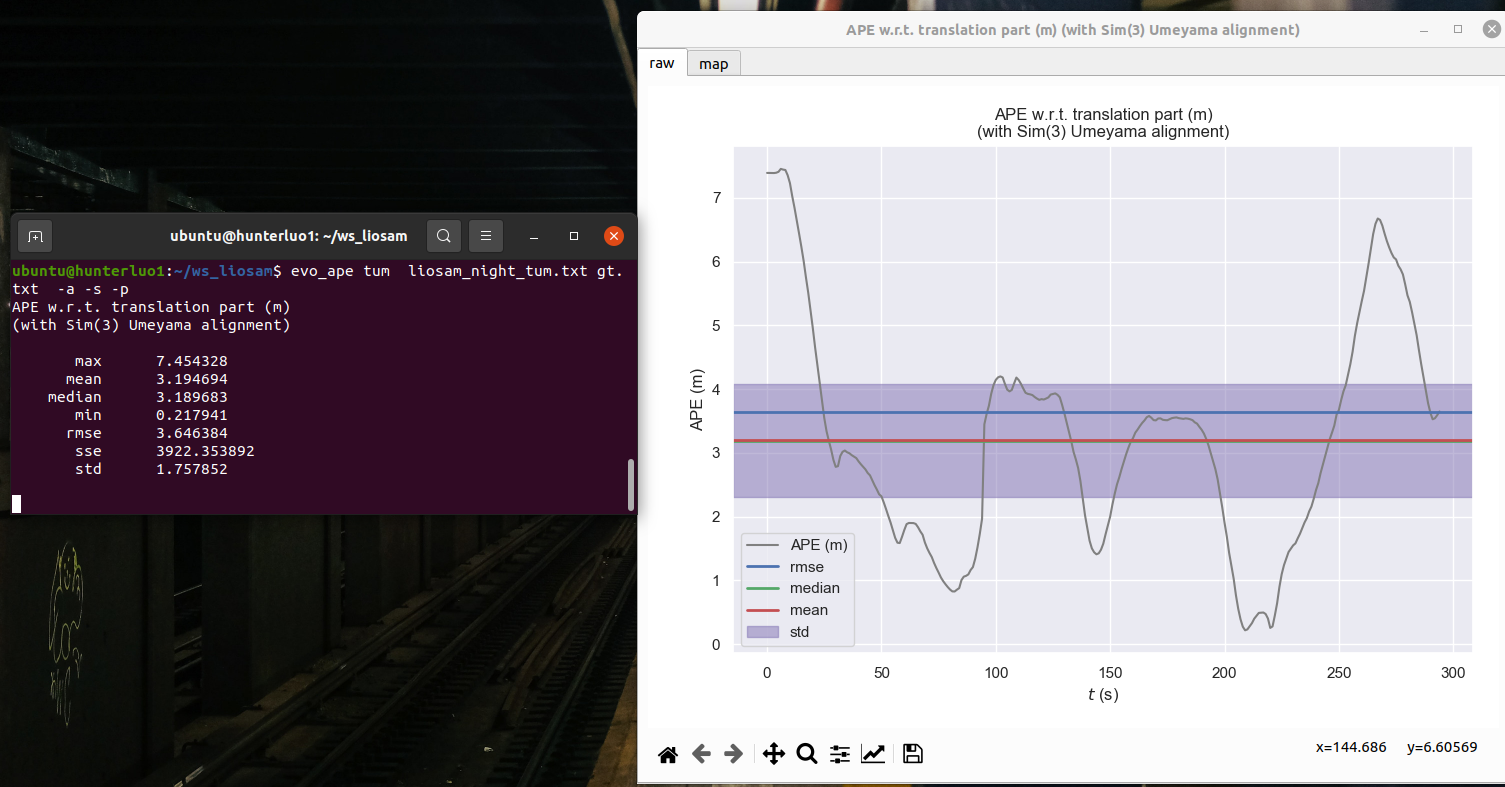 ubuntu@hunterluo1: ~/ws_liosam
ubuntu@hunterluo1:~/ws_liosam$ evo_ape tum  liosam_night_tum.txt gt.
txt  -a -s -p
APE w.r.t. translation part (m)
(with Sim(3) Umeyama alignment)
max 7.454328
mean 3.194694
median 3.189683
min 0.217941
rmse 3.646384
sse 3922.353892
std 1.757852
APE w.r.t. translation part (m) (with Sim(3) Umeyama alignment)
raw map
APE w.r.t. translation part (m)
(with Sim(3) Umeyama alignment)
APE (m)
7
6
5
4
3
2
1
0
APE (m)
rmse
median
mean
std
0 50 100 150 200 250 300
t (s)
x=144.686 y=6.60569